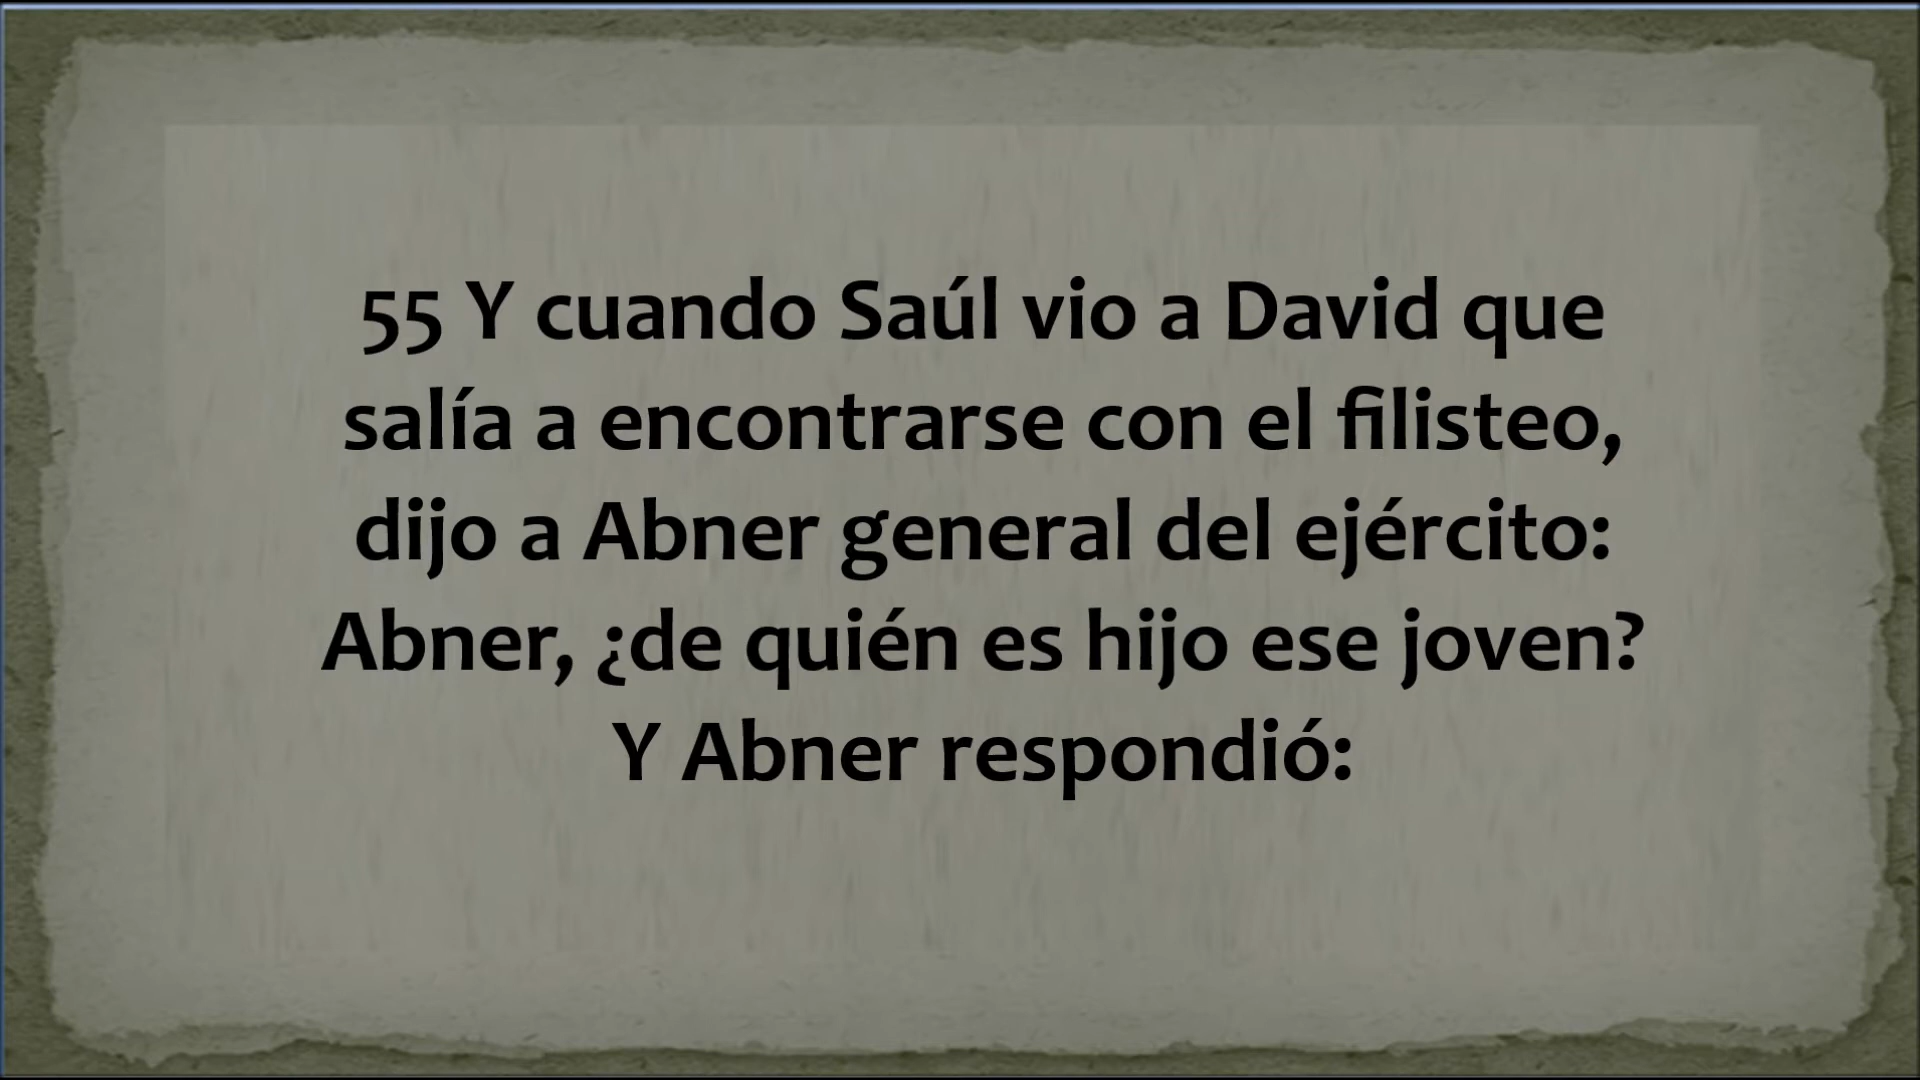 55 Y cuando Saúl vio a David que
salía a encontrarse con el filisteo,
dijo a Abner general del ejército:
Abner, ¿de quién es hijo ese joven?
Y Abner respondió: